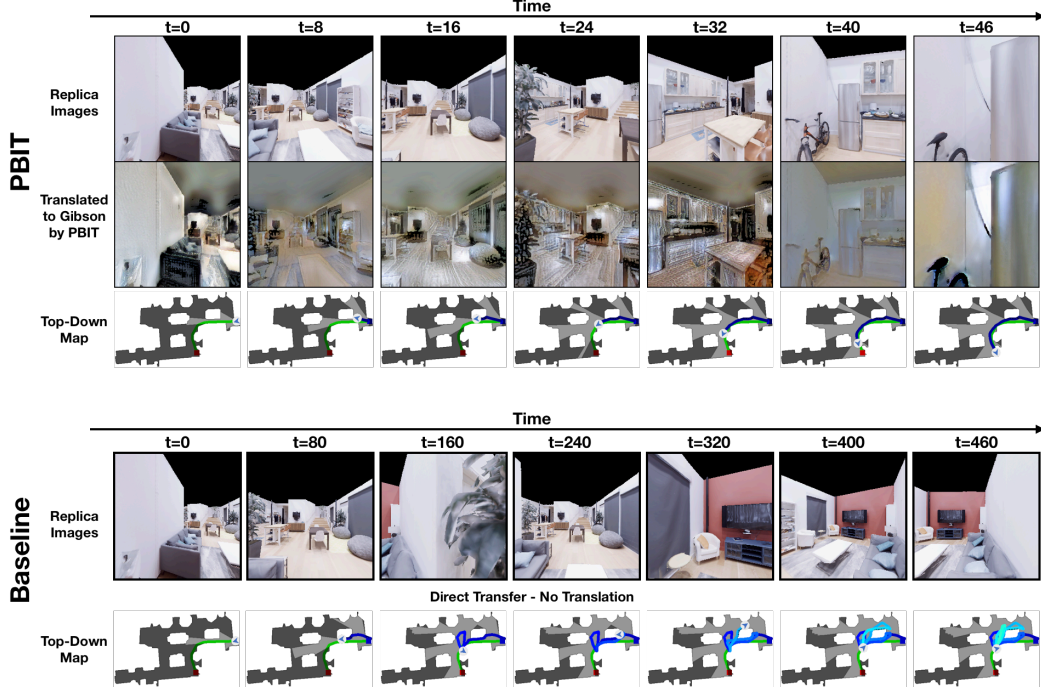 Time
t=0 t=8 t=16 t=24 t=32 t=40 t=46
PBIT
Replica
Images
Translated
to Gibson
by PBIT
Top-Down
Map
Time
t=0 t=80 t=160 t=240 t=320 t=400 t=460
Baseline
Replica
Images
Direct Transfer - No Translation
Top-Down
Map